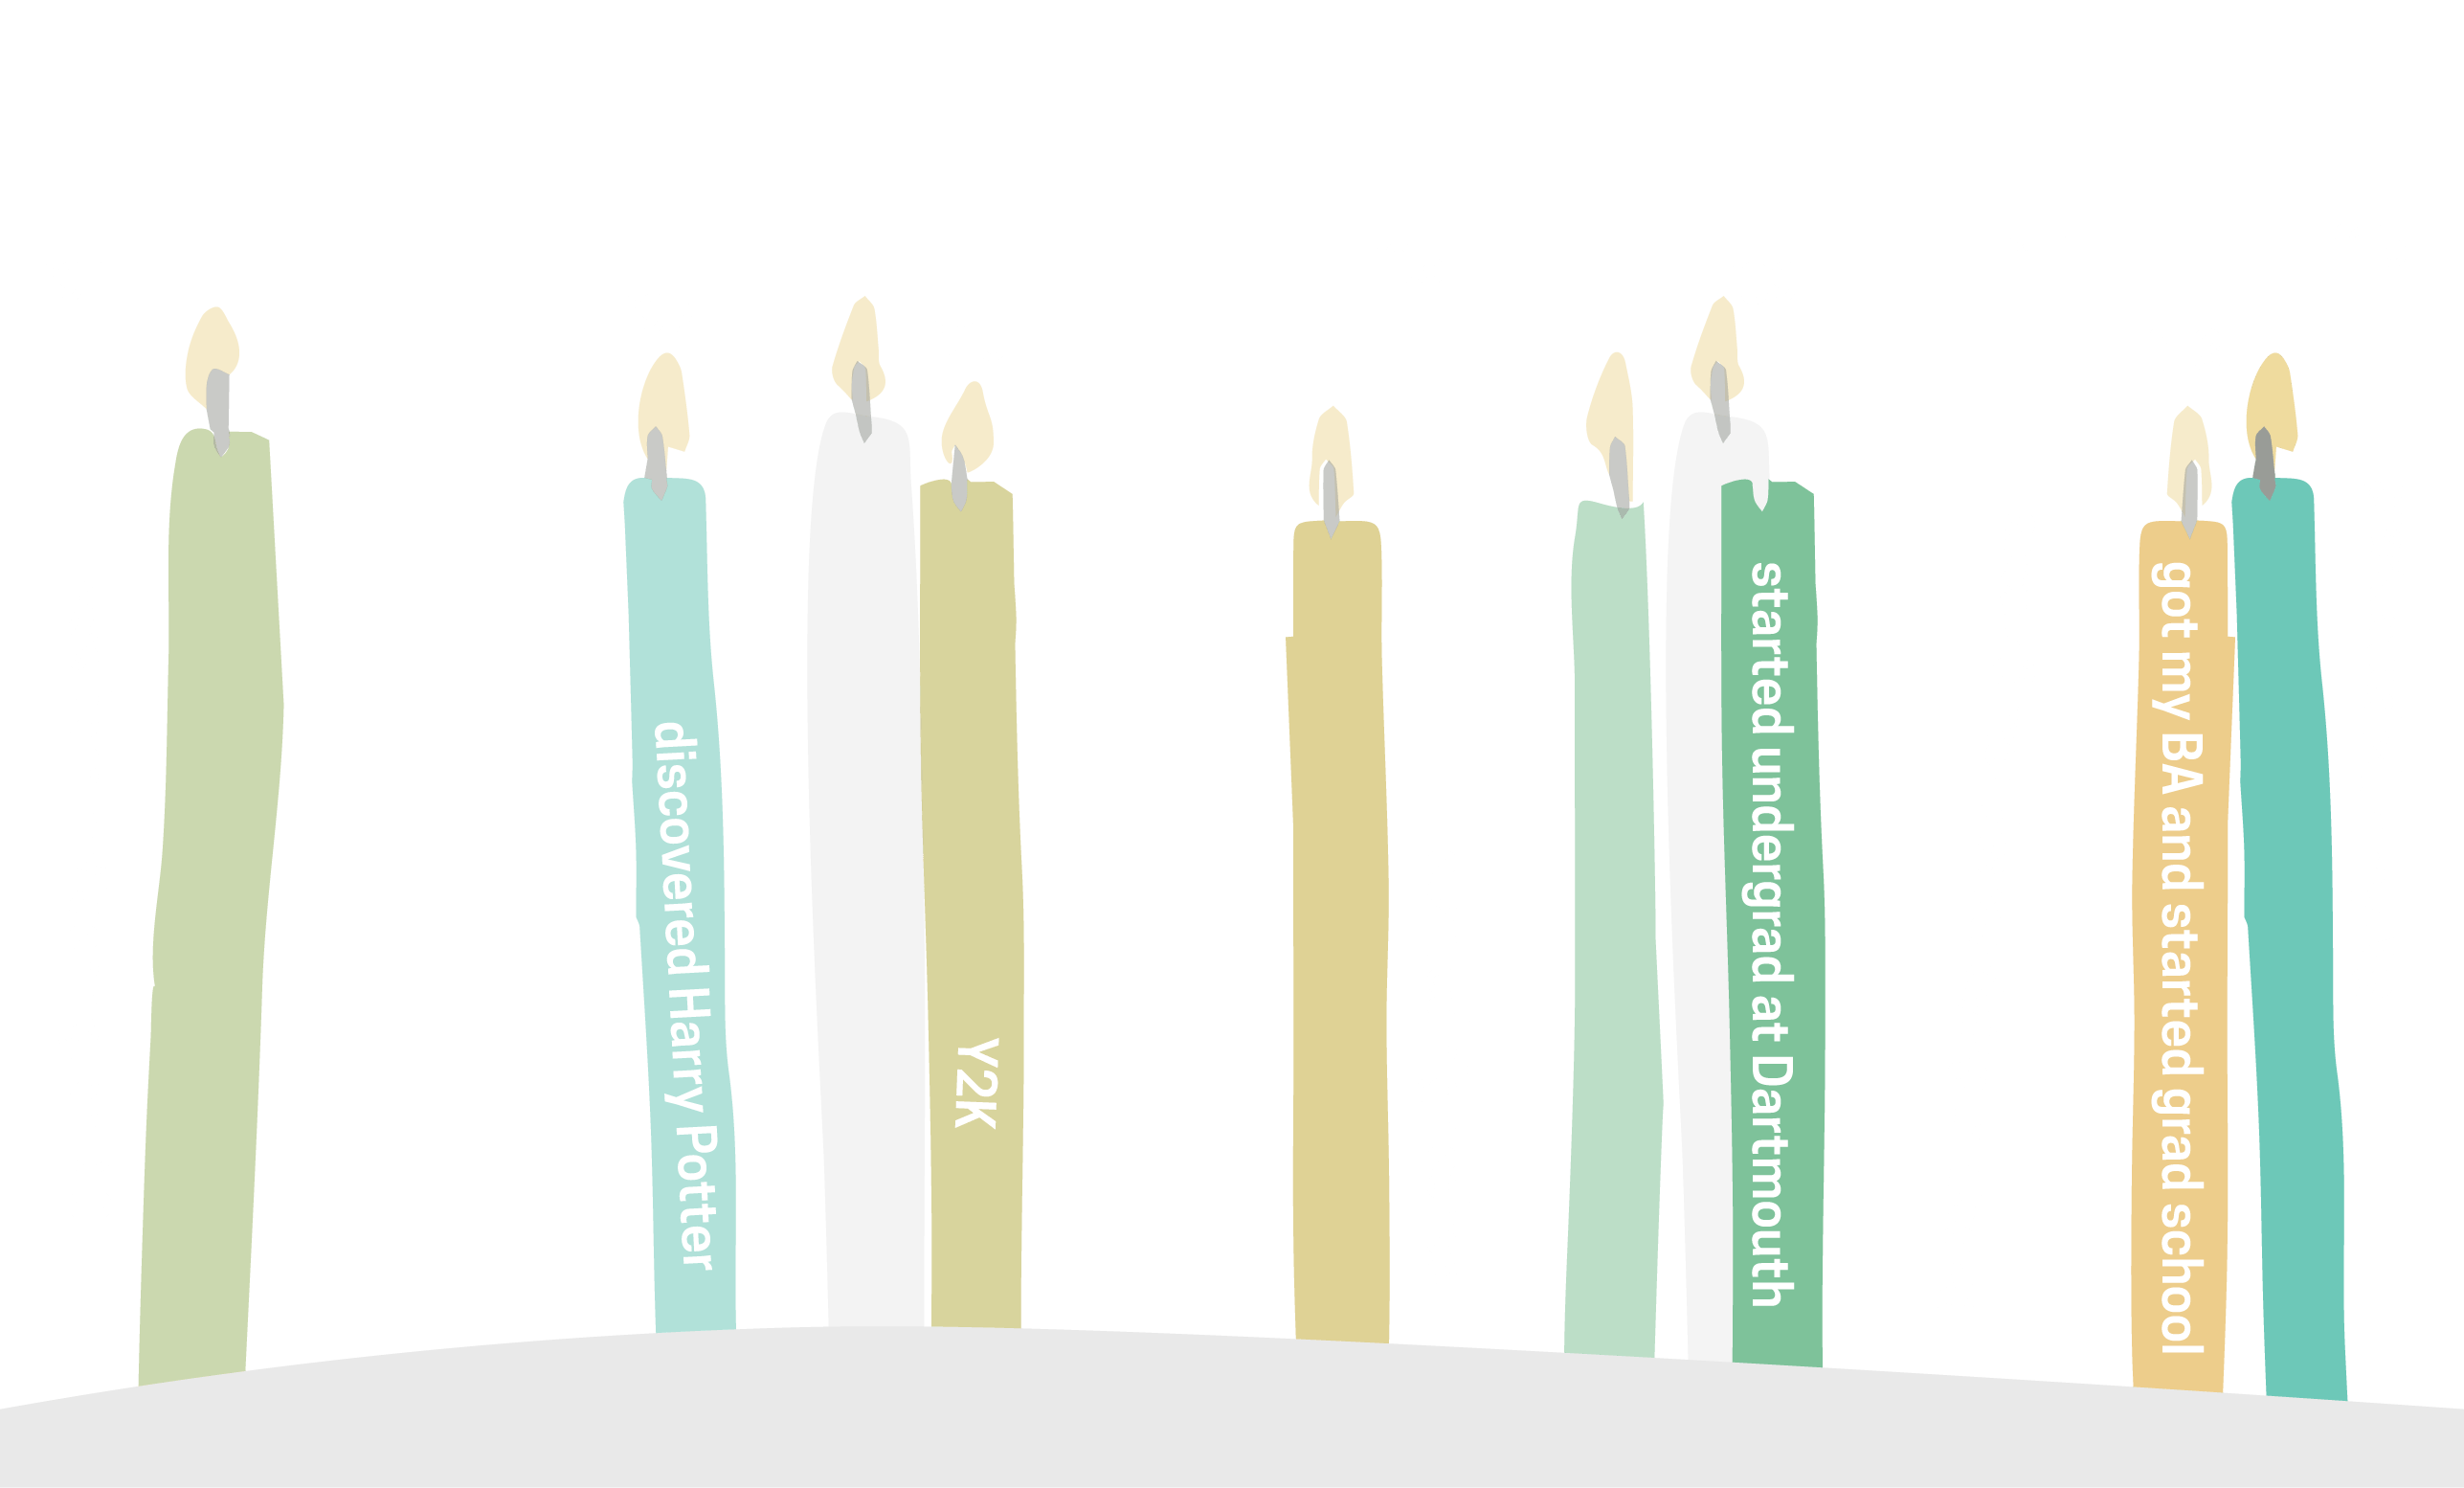 discovered Harry Potter
Y2K
started undergrad at Dartmouth
got my BA and started grad school